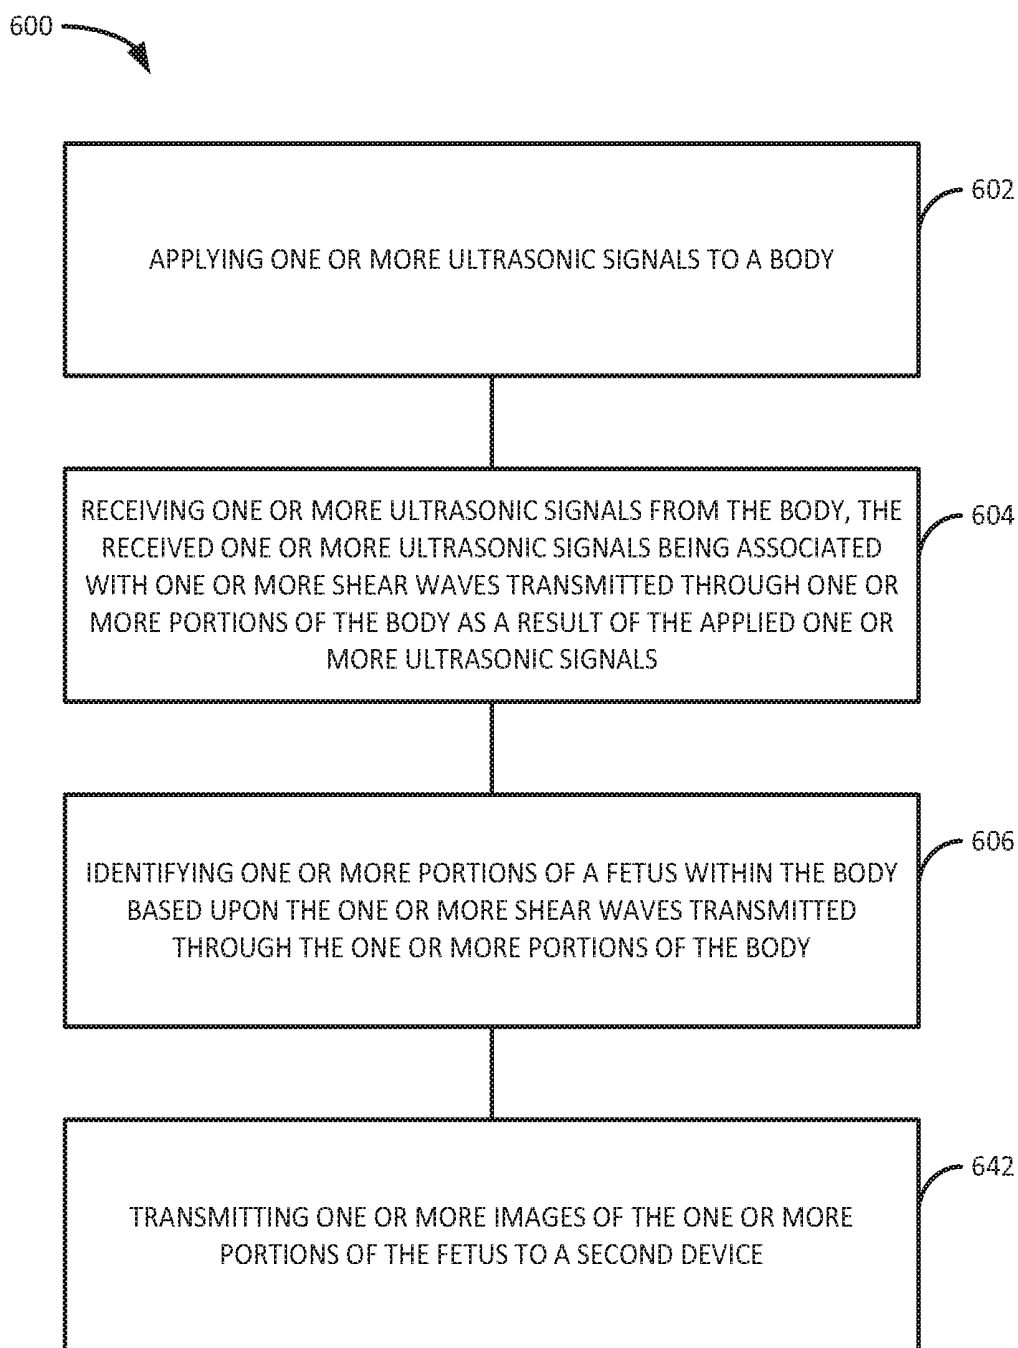 600
602
APPLYING ONE OR MORE ULTRASONIC SIGNALS TO A BODY
RECEIVING ONE OR MORE ULTRASONIC SIGNALS FROM THE BODY, THE
604
RECEIVED ONE OR MORE ULTRASONIC SIGNALS BEING ASSOCIATED
WITH ONE OR MORE SHEAR WAVES TRANSMITTED THROUGH ONE OR
MORE PORTIONS OF THE BODY AS A RESULT OF THE APPLIED ONE OR
MORE ULTRASONIC SIGNALS
606
IDENTIFYING ONE OR MORE PORTIONS OF A FETUS WITHIN THE BODY
BASED UPON THE ONE OR MORE SHEAR WAVES TRANSMITTED
THROUGH THE ONE OR MORE PORTIONS OF THE BODY
642
TRANSMITTING ONE OR MORE IMAGES OF THE ONE OR MORE
PORTIONS OF THE FETUS TO A SECOND DEVICE